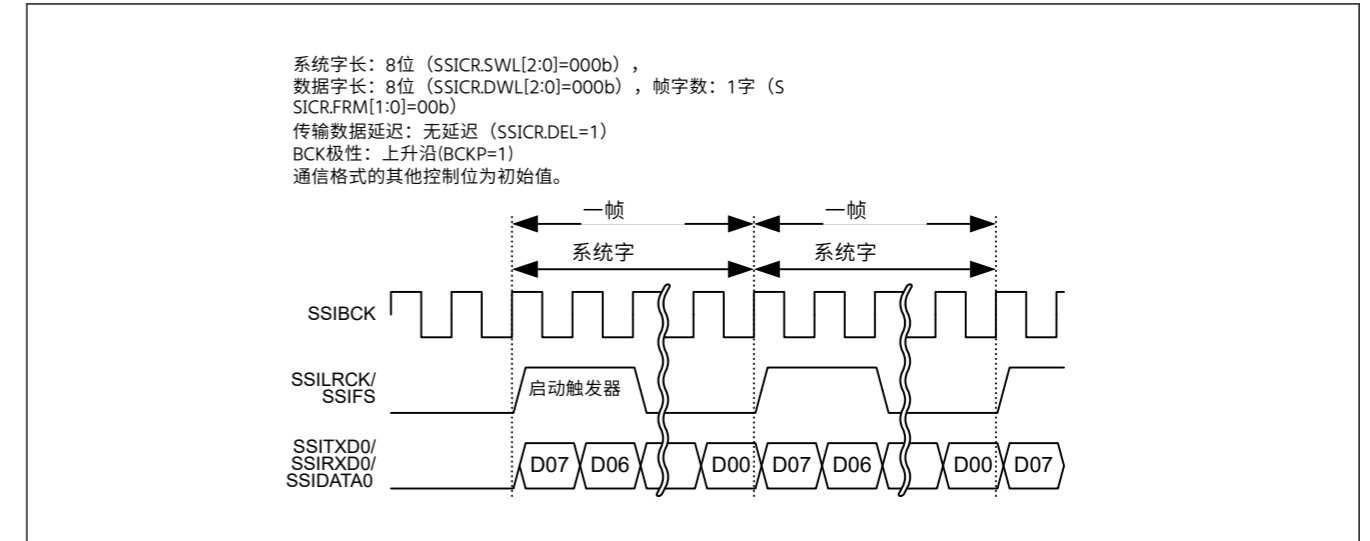 系统字长：8位（SSICR.SWL[2:0]=000b），
数据字长：8位（SSICR.DWL[2:0]=000b），帧字数：1字（S
SICR.FRM[1:0]=00b）
传输数据延迟：无延迟（SSICR.DEL=1）
BCK极性：上升沿(BCKP=1)
通信格式的其他控制位为初始值。
一帧 一帧
系统字 系统字
SSIBCK
SSILRCK/
SSIFS
启动触发器
SSITXD0/
SSIRXD0/
SSIDATA0
D07 D06 D00 D07 D06 D00 D07